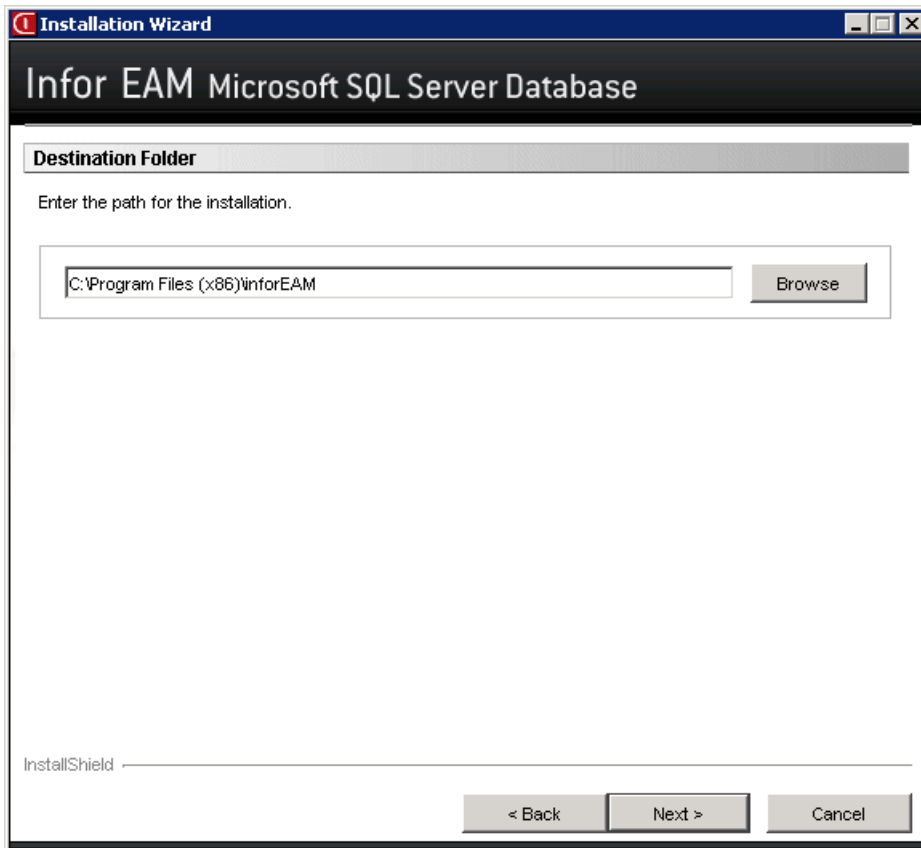 Installation Wizard
Infor EAM Microsoft SQL Server Database
Destination Folder
Enter the path for the installation.
C:\Program Files (x86)\inforEAM
Browse
InstallShield
< Back
Next >
Cancel